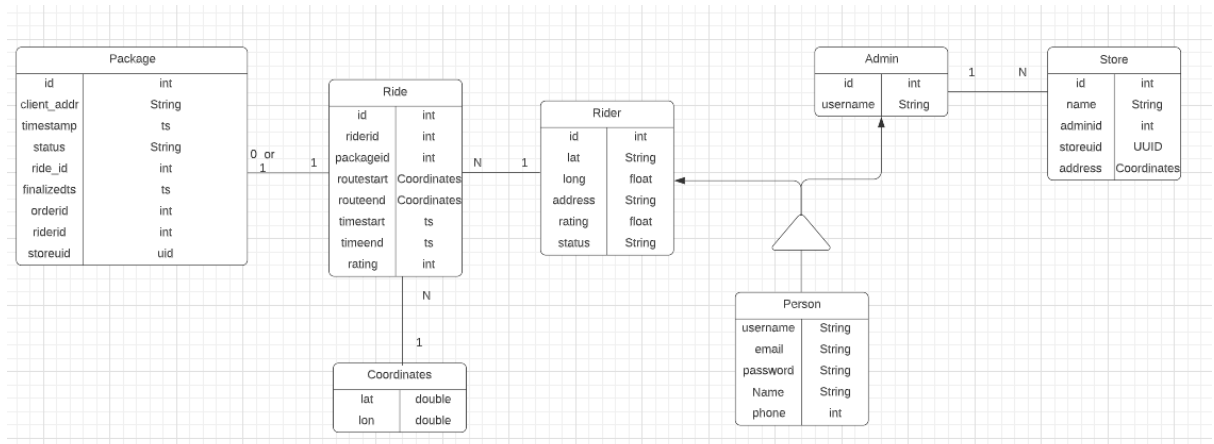 Package
id int
client_addr String
timestamp ts
status String
ride_id int
finalizedts ts
orderid int
riderid int
storeuid uid
0 or
1
1
Ride
id int
riderid int
packageid int
routestart Coordinates
routeend Coordinates
timestart ts
timeend ts
rating int
N
1
Coordinates
lat double
lon double
N
1
Rider
id int
lat String
long float
address String
rating float
status String
Admin
id int
username String
1
N
Store
id int
name String
adminid int
storeuid UUID
address Coordinates
Person
username String
email String
password String
Name String
phone int